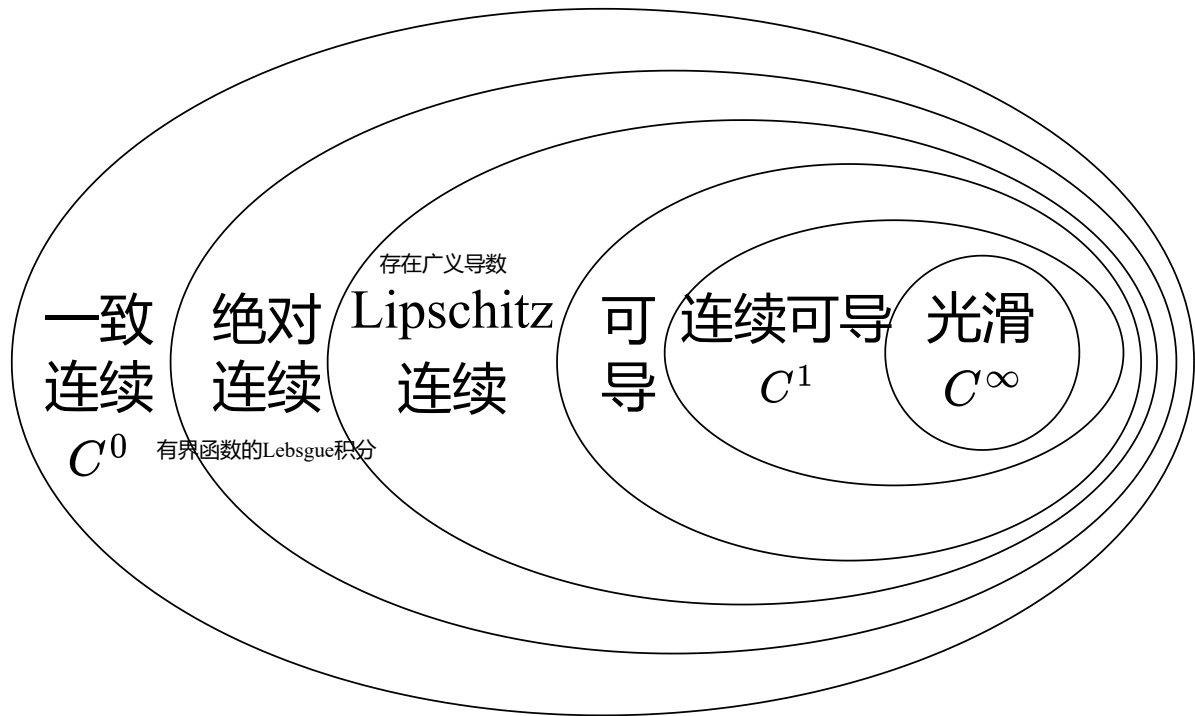 一致
连续
C⁰
绝对
连续
有界函数的Lebsgue积分
存在广义导数
Lipschitz
连续
可
导
连续可导
C¹
光滑
C^∞